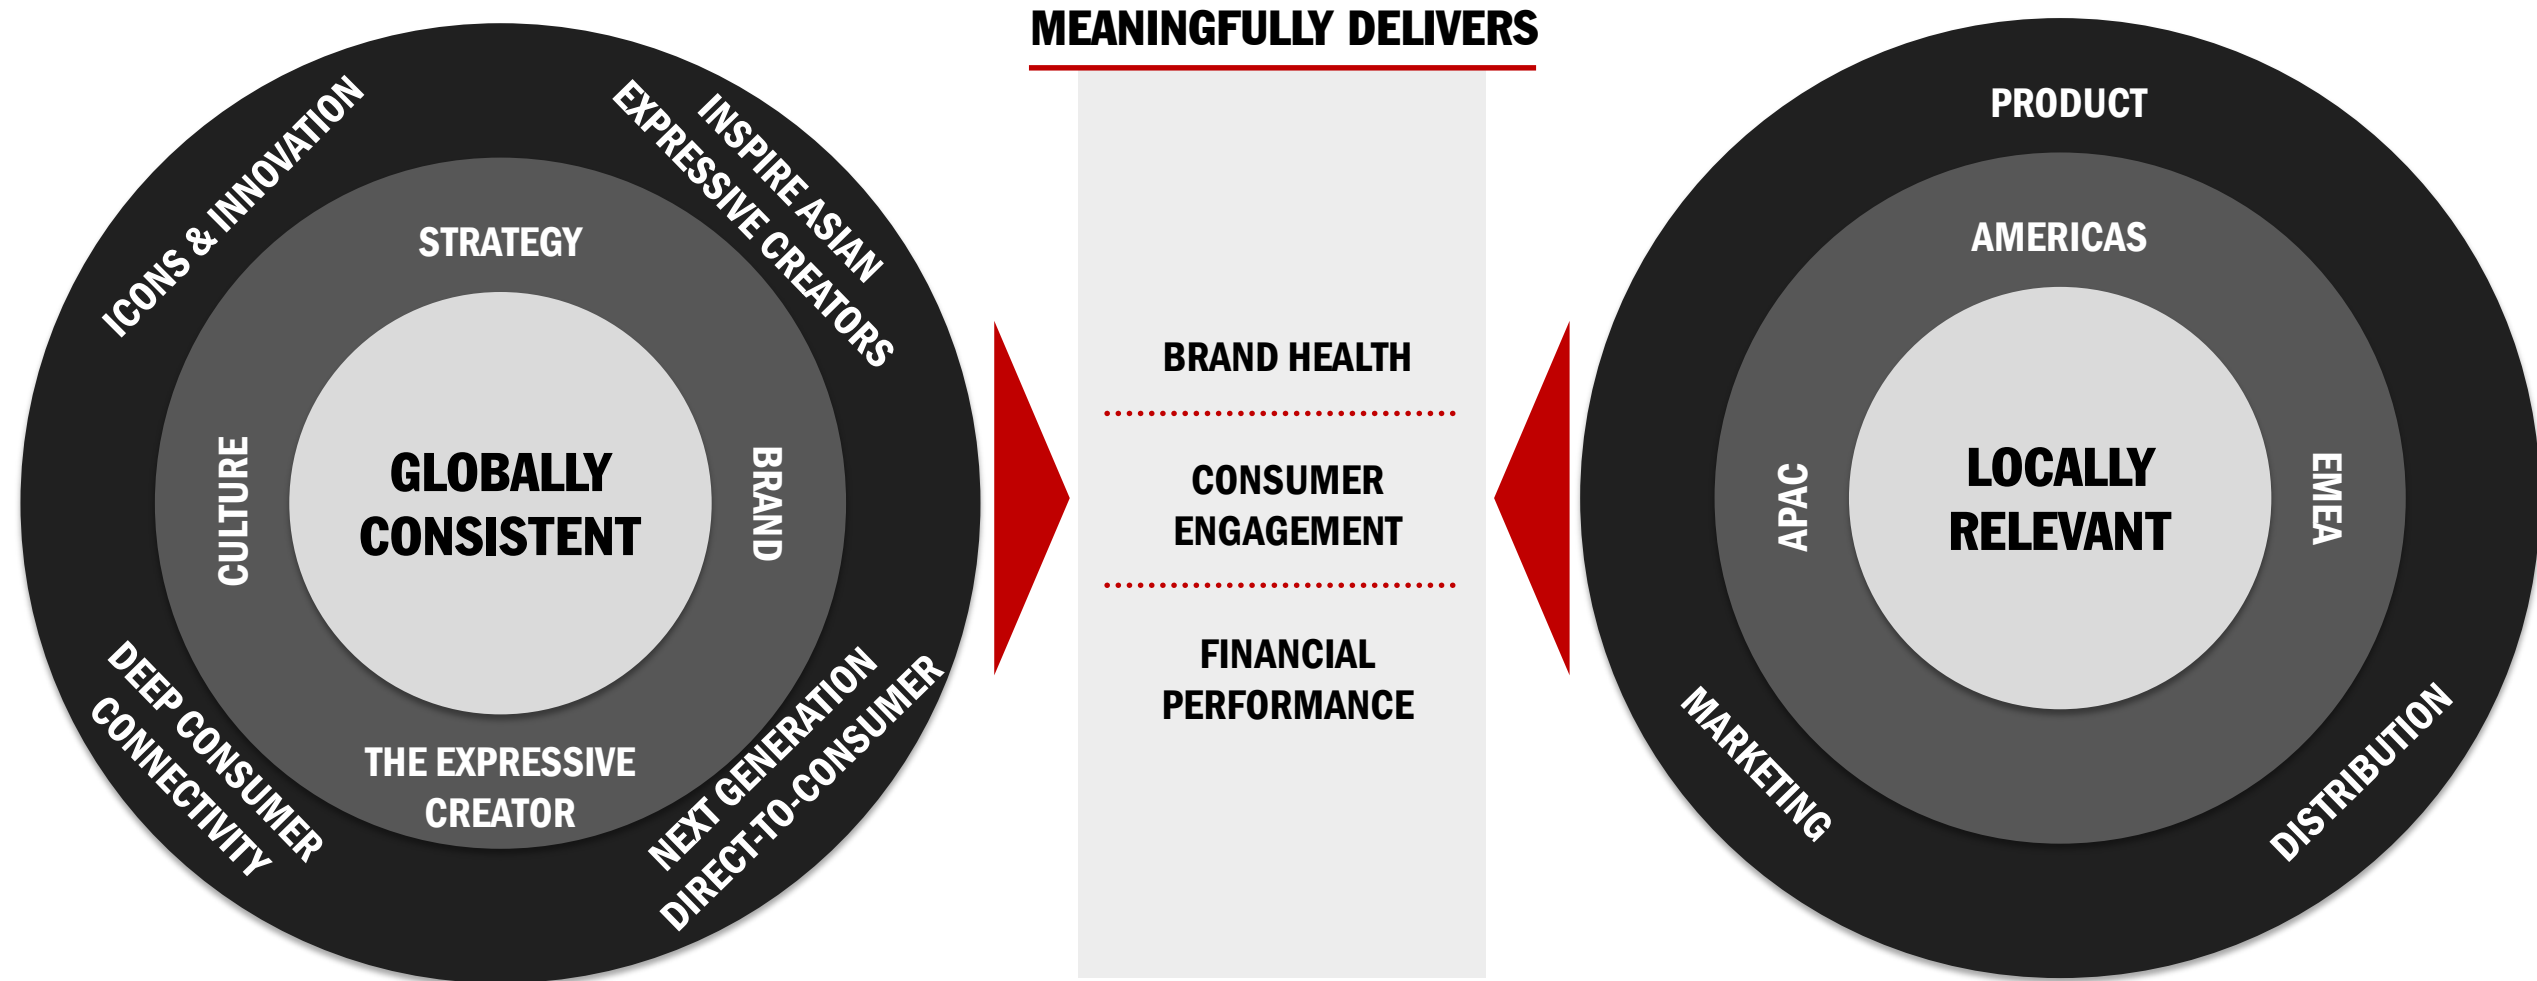 MEANINGFULLY DELIVERS
ICONS & INNOVATION
INSPIRE ASIAN
EXPRESSIVE CREATORS
STRATEGY
CULTURE
BRAND
GLOBALLY
CONSISTENT
THE EXPRESSIVE
CREATOR
DEEP CONSUMER
CONNECTIVITY
NEXT GENERATION
DIRECT-TO-CONSUMER
BRAND HEALTH
CONSUMER
ENGAGEMENT
FINANCIAL
PERFORMANCE
PRODUCT
AMERICAS
APAC
EMEA
LOCALLY
RELEVANT
MARKETING
DISTRIBUTION